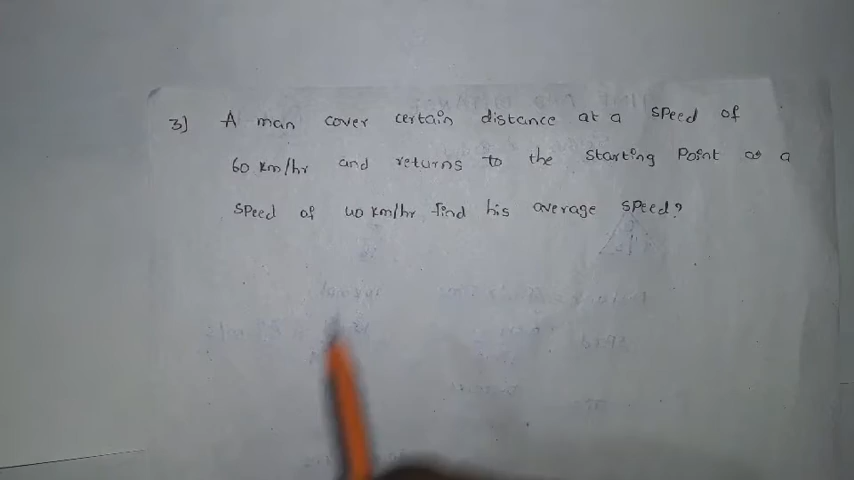 3) A man cover certain distance at a speed of
60 km/hr and returns to the starting Point at a
speed of 40 km/hr find his average speed?